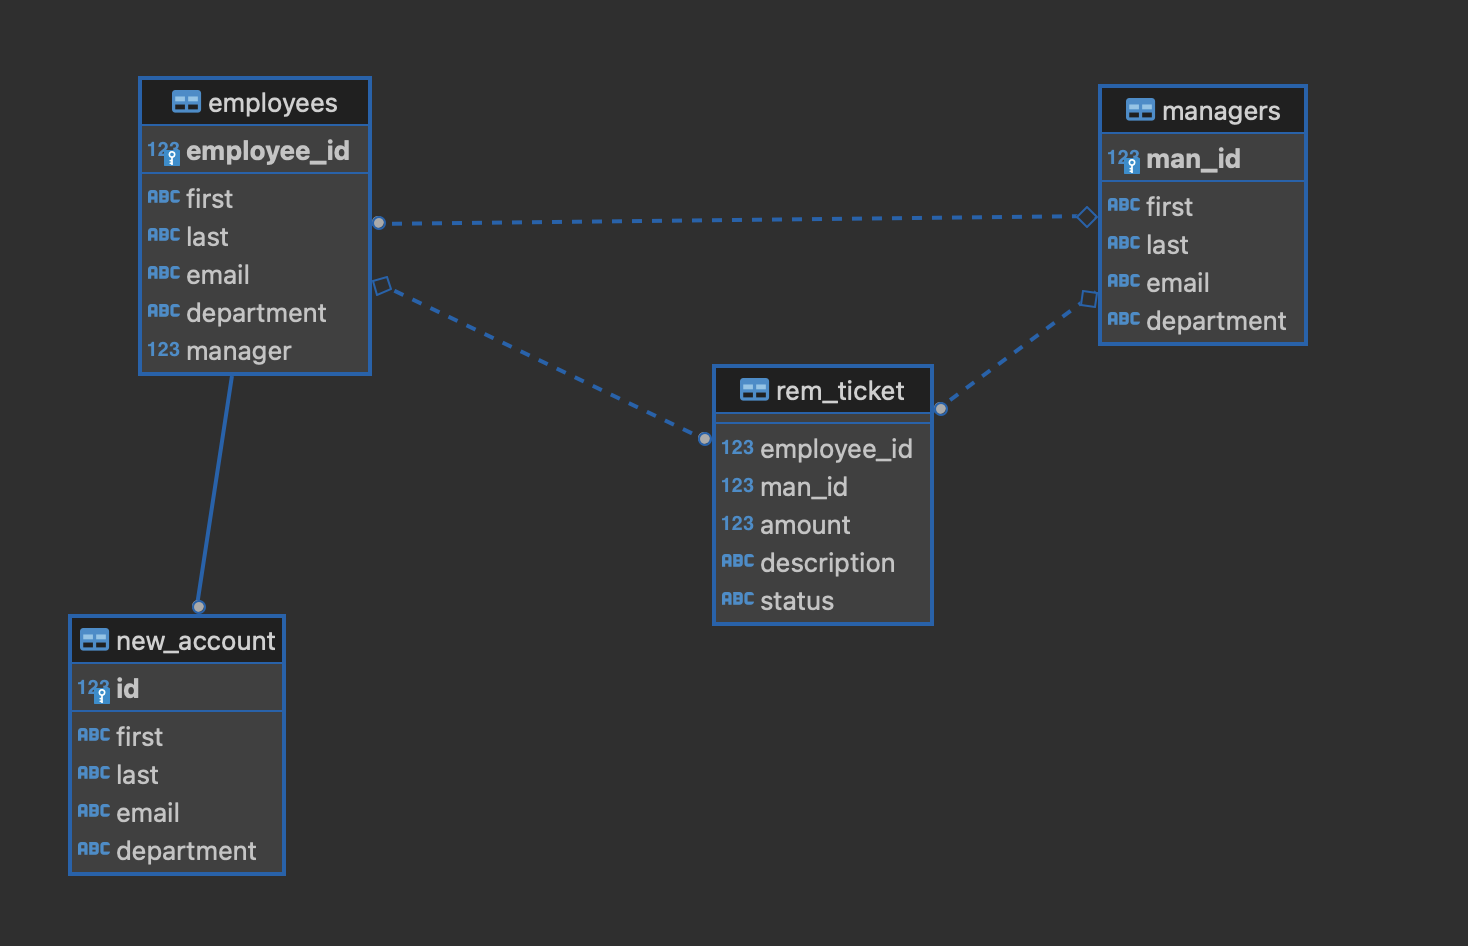 employees
123 employee_id
ABC first
ABC last
ABC email
ABC department
123 manager
managers
123 man_id
ABC first
ABC last
ABC email
ABC department
rem_ticket
123 employee_id
123 man_id
123 amount
ABC description
ABC status
new_account
123 id
ABC first
ABC last
ABC email
ABC department